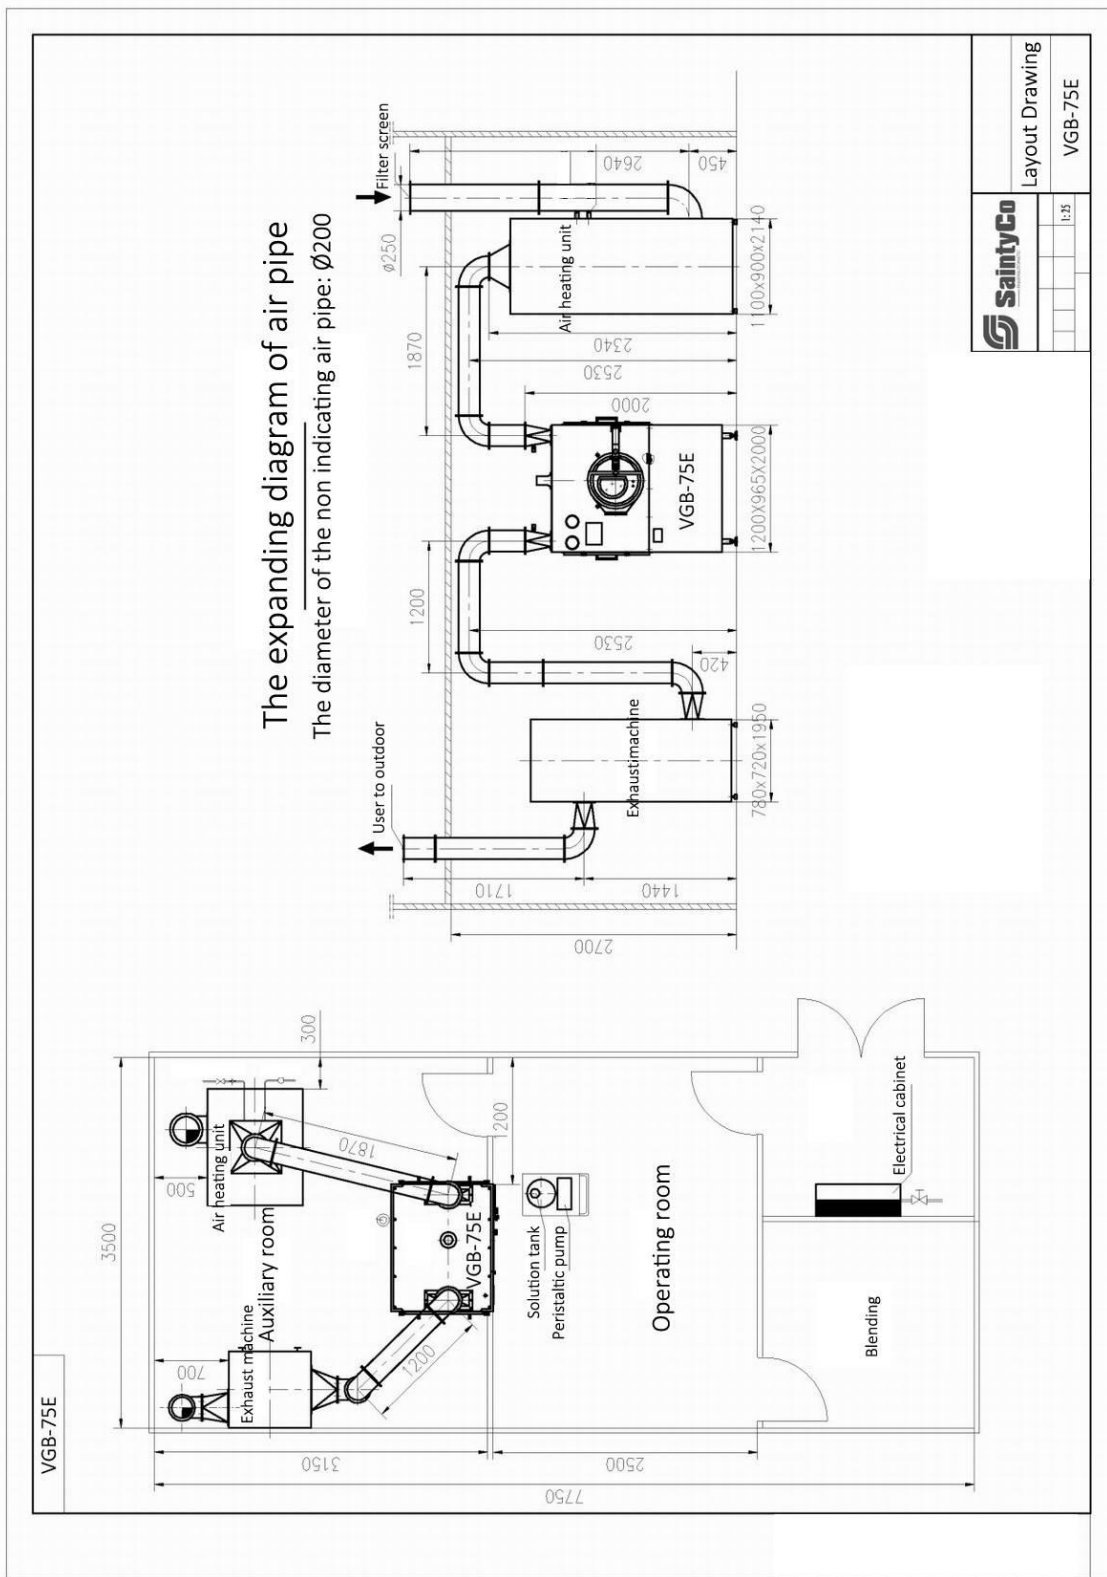 VGB-75E
The expanding diagram of air pipe
The diameter of the non indicating air pipe: Ø200
Filter screen
ø250
2640
450
1870
Air heating unit
1100x900x2140
2340
2530
2000
VGB-75E
1200X965X2000
1200
2530
420
Exhaustimachine
780x720x1950
User to outdoor
1710
1440
2700
3500
300
500
Air heating unit
1870
Auxiliary room
700
Exhaust machine
1200
VGB-75E
200
Solution tank
Peristaltic pump
Operating room
Electrical cabinet
Blending
3150
2500
7750
SaintyCo
1:25
Layout Drawing
VGB-75E